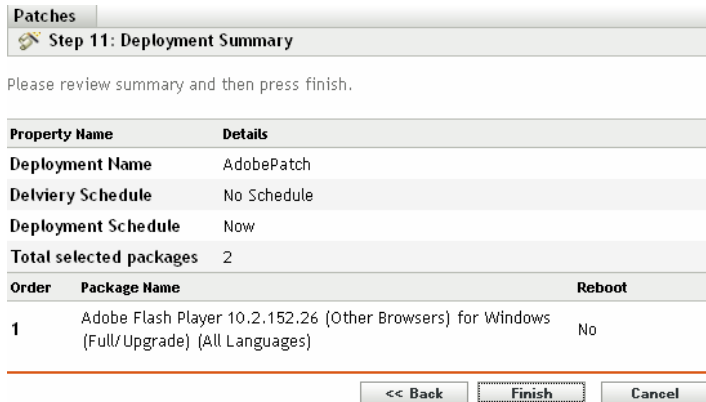 Patches
Step 11: Deployment Summary
Please review summary and then press finish.
Property Name Details
Deployment Name AdobePatch
Delviery Schedule No Schedule
Deployment Schedule Now
Total selected packages 2
Order Package Name Reboot
1 Adobe Flash Player 10.2.152.26 (Other Browsers) for Windows No
(Full/Upgrade) (All Languages)
<< Back Finish Cancel